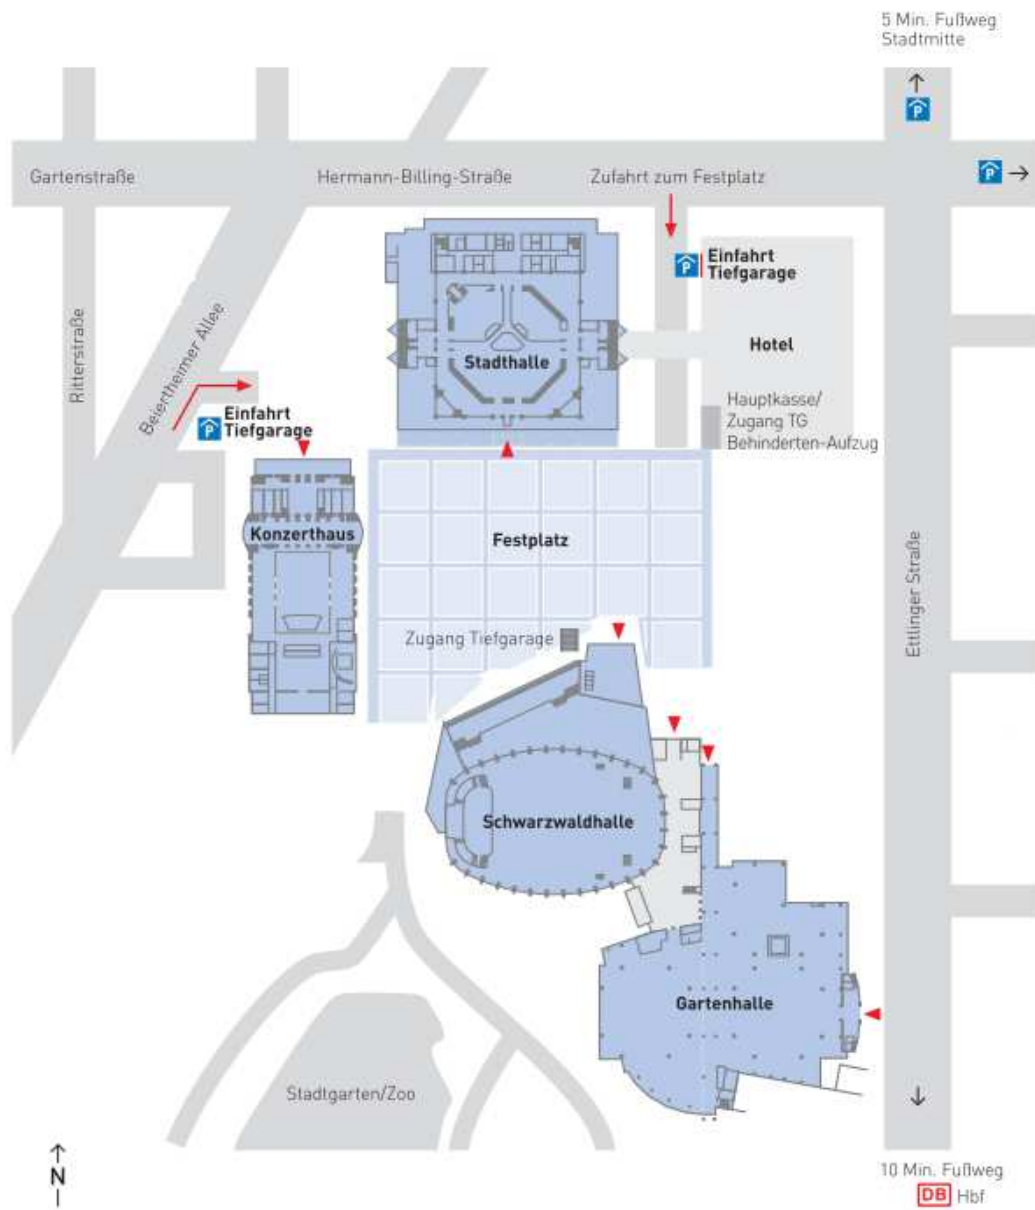 5 Min. Fußweg
Stadtmitte
P
Gartenstraße
Hermann-Billing-Straße
Zufahrt zum Festplatz
P
P
Einfahrt
Tiefgarage
Ritterstraße
Beiertheimer Allee
Stadthalle
Hotel
Hauptkasse/
Zugang TG
Behinderten-Aufzug
P
Einfahrt
Tiefgarage
Konzerthaus
Festplatz
Ettlinger Straße
Zugang Tiefgarage
Schwarzwaldhalle
Gartenhalle
Stadtgarten/Zoo
N
10 Min. Fußweg
DB Hbf